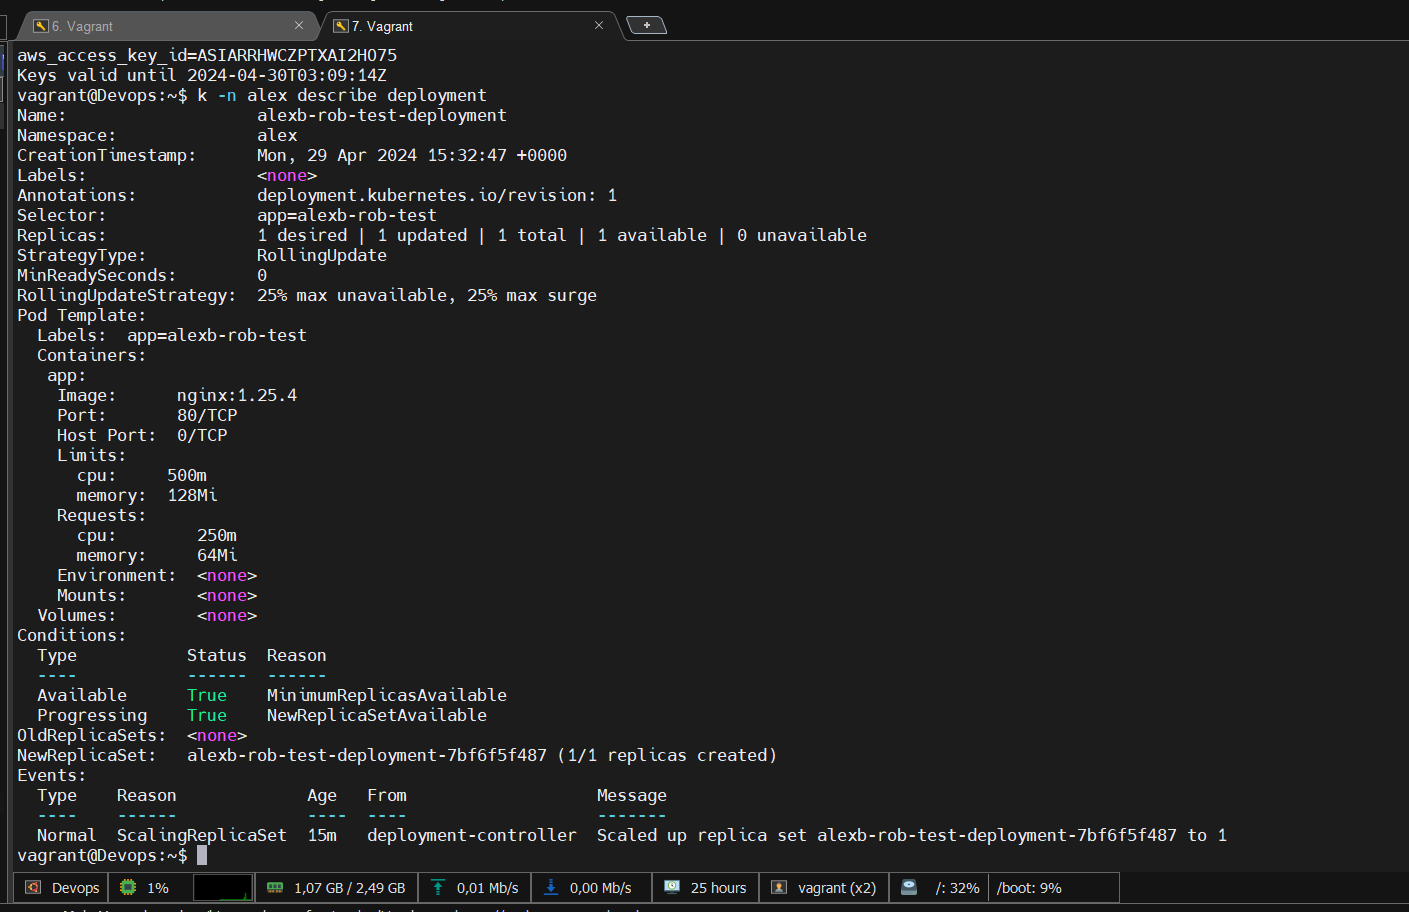 6. Vagrant
7. Vagrant
aws_access_key_id=ASIARRHWCZPTXAI2HO75
Keys valid until 2024-04-30T03:09:14Z
vagrant@Devops:~$ k -n alex describe deployment
Name:                   alexb-rob-test-deployment
Namespace:              alex
CreationTimestamp:      Mon, 29 Apr 2024 15:32:47 +0000
Labels:                 <none>
Annotations:            deployment.kubernetes.io/revision: 1
Selector:               app=alexb-rob-test
Replicas:               1 desired | 1 updated | 1 total | 1 available | 0 unavailable
StrategyType:           RollingUpdate
MinReadySeconds:        0
RollingUpdateStrategy:  25% max unavailable, 25% max surge
Pod Template:
  Labels:  app=alexb-rob-test
  Containers:
   app:
    Image:      nginx:1.25.4
    Port:       80/TCP
    Host Port:  0/TCP
    Limits:
      cpu:     500m
      memory:  128Mi
    Requests:
      cpu:        250m
      memory:     64Mi
    Environment:  <none>
    Mounts:       <none>
  Volumes:        <none>
Conditions:
  Type           Status  Reason
  ----           ------  ------
  Available      True    MinimumReplicasAvailable
  Progressing    True    NewReplicaSetAvailable
OldReplicaSets:  <none>
NewReplicaSet:   alexb-rob-test-deployment-7bf6f5f487 (1/1 replicas created)
Events:
  Type    Reason             Age   From                   Message
  ----    ------             ----  ----                   -------
  Normal  ScalingReplicaSet  15m   deployment-controller  Scaled up replica set alexb-rob-test-deployment-7bf6f5f487 to 1
vagrant@Devops:~$
Devops 1% 1,07 GB / 2,49 GB 0,01 Mb/s 0,00 Mb/s 25 hours vagrant (x2) /: 32% /boot: 9%